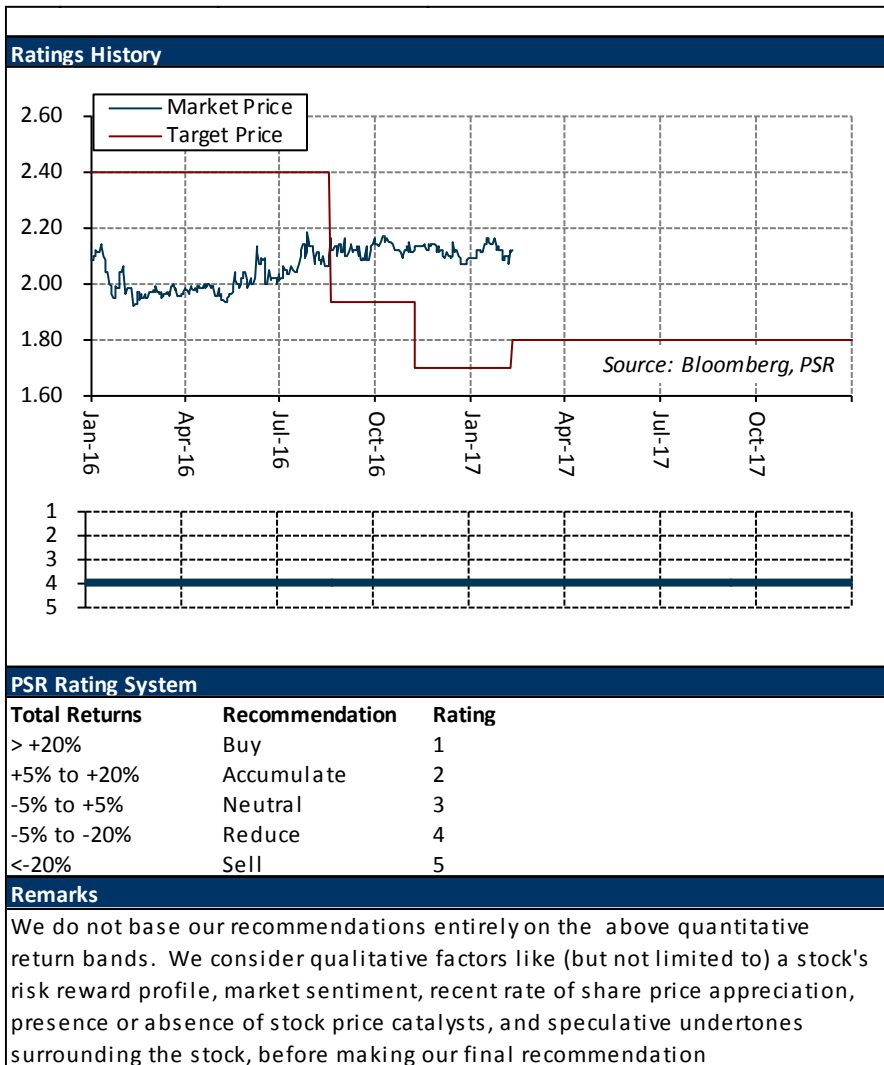 Ratings History
Market Price
Target Price
2.60
2.40
2.20
2.00
1.80
1.60
Source: Bloomberg, PSR
Jan-16
Apr-16
Jul-16
Oct-16
Jan-17
Apr-17
Jul-17
Oct-17
1
2
3
4
5
PSR Rating System
Total Returns Recommendation Rating
> +20% Buy 1
+5% to +20% Accumulate 2
-5% to +5% Neutral 3
-5% to -20% Reduce 4
<-20% Sell 5
Remarks
We do not base our recommendations entirely on the above quantitative
return bands. We consider qualitative factors like (but not limited to) a stock's
risk reward profile, market sentiment, recent rate of share price appreciation,
presence or absence of stock price catalysts, and speculative undertones
surrounding the stock, before making our final recommendation